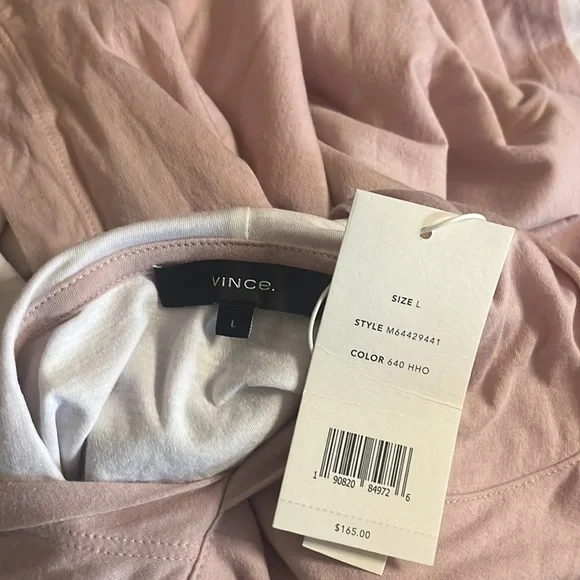 VINCe.
L
SIZE L
STYLE M64429441
COLOR 640 HHO
1 90820 84972 6
$165.00